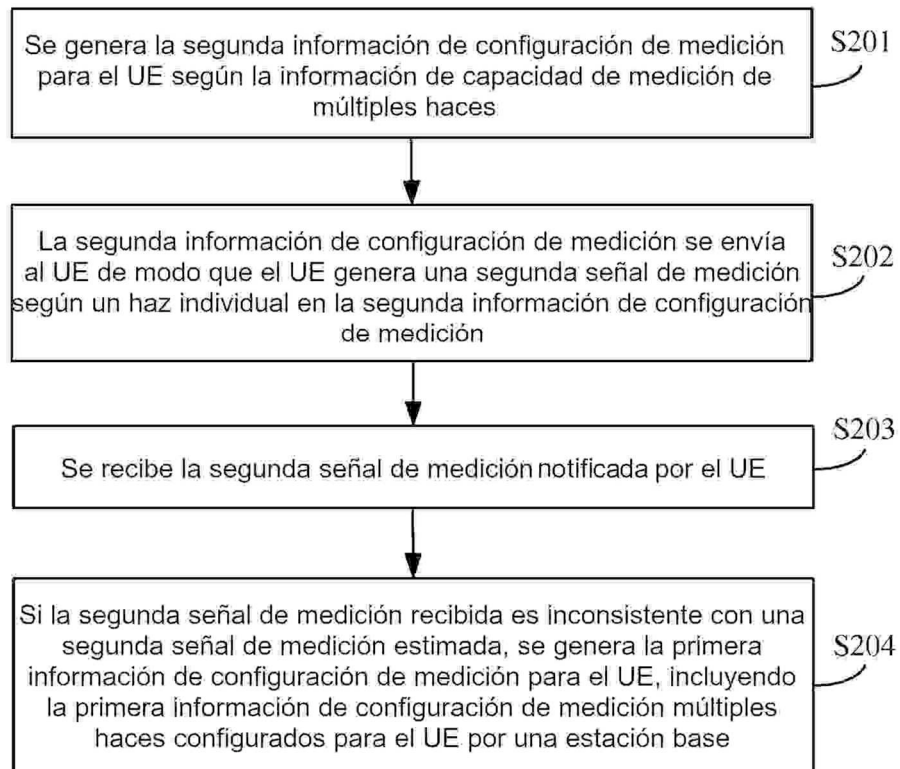 Se genera la segunda información de configuración de medición
para el UE según la información de capacidad de medición de
múltiples haces
S201
La segunda información de configuración de medición se envía
al UE de modo que el UE genera una segunda señal de medición
según un haz individual en la segunda información de configuración
de medición
S202
Se recibe la segunda señal de medición notificada por el UE
S203
Si la segunda señal de medición recibida es inconsistente con una
segunda señal de medición estimada, se genera la primera
información de configuración de medición para el UE, incluyendo
la primera información de configuración de medición múltiples
haces configurados para el UE por una estación base
S204